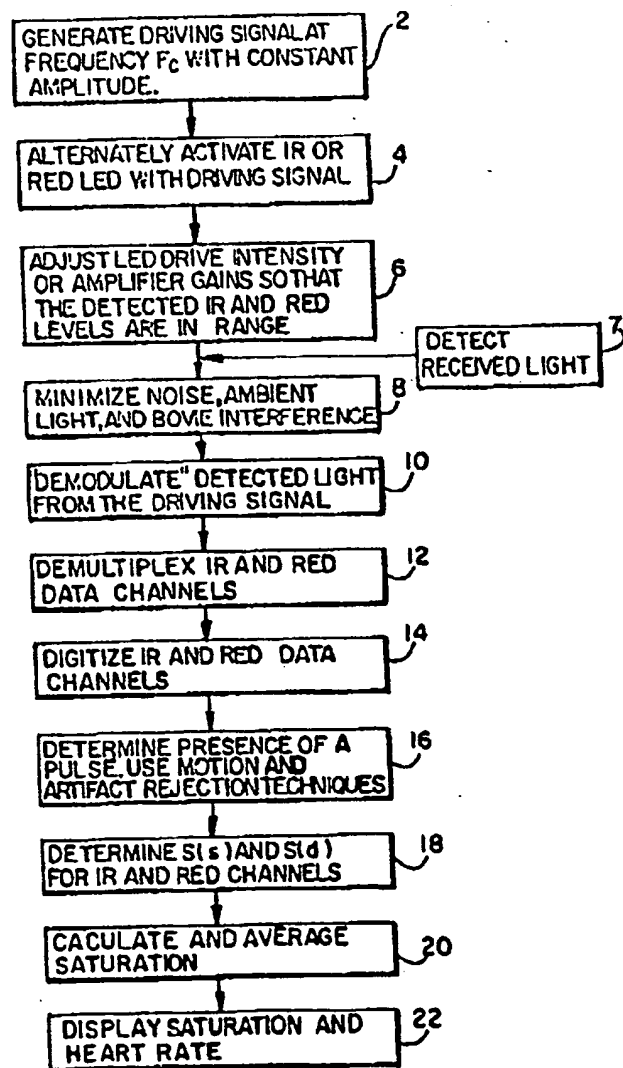 GENERATE DRIVING SIGNAL AT
FREQUENCY FC WITH CONSTANT
AMPLITUDE.
2
ALTERNATELY ACTIVATE IR OR
RED LED WITH DRIVING SIGNAL
4
ADJUST LED DRIVE INTENSITY
OR AMPLIFIER GAINS SO THAT
THE DETECTED IR AND RED
LEVELS ARE IN RANGE
6
DETECT
RECEIVED LIGHT
7
MINIMIZE NOISE, AMBIENT
LIGHT, AND BOVIE INTERFERENCE
8
"DEMODULATE" DETECTED LIGHT
FROM THE DRIVING SIGNAL
10
DEMULTIPLEX IR AND RED
DATA CHANNELS
12
DIGITIZE IR AND RED DATA
CHANNELS
14
DETERMINE PRESENCE OF A
PULSE. USE MOTION AND
ARTIFACT REJECTION TECHNIQUES
16
DETERMINE S(s) AND S(d)
FOR IR AND RED CHANNELS
18
CACULATE AND AVERAGE
SATURATION
20
DISPLAY SATURATION AND
HEART RATE
22